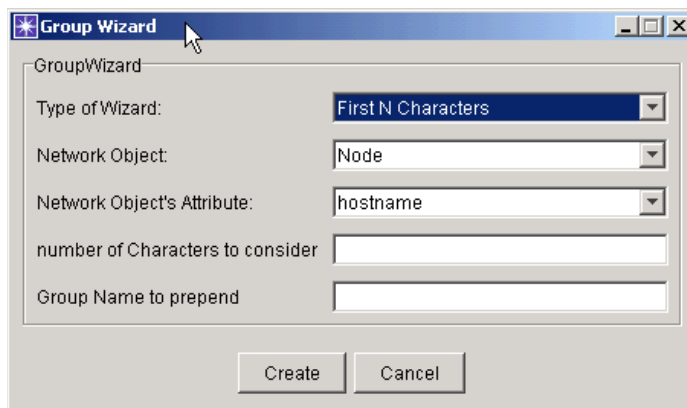 Group Wizard
GroupWizard
Type of Wizard: First N Characters
Network Object: Node
Network Object's Attribute: hostname
number of Characters to consider
Group Name to prepend
Create Cancel